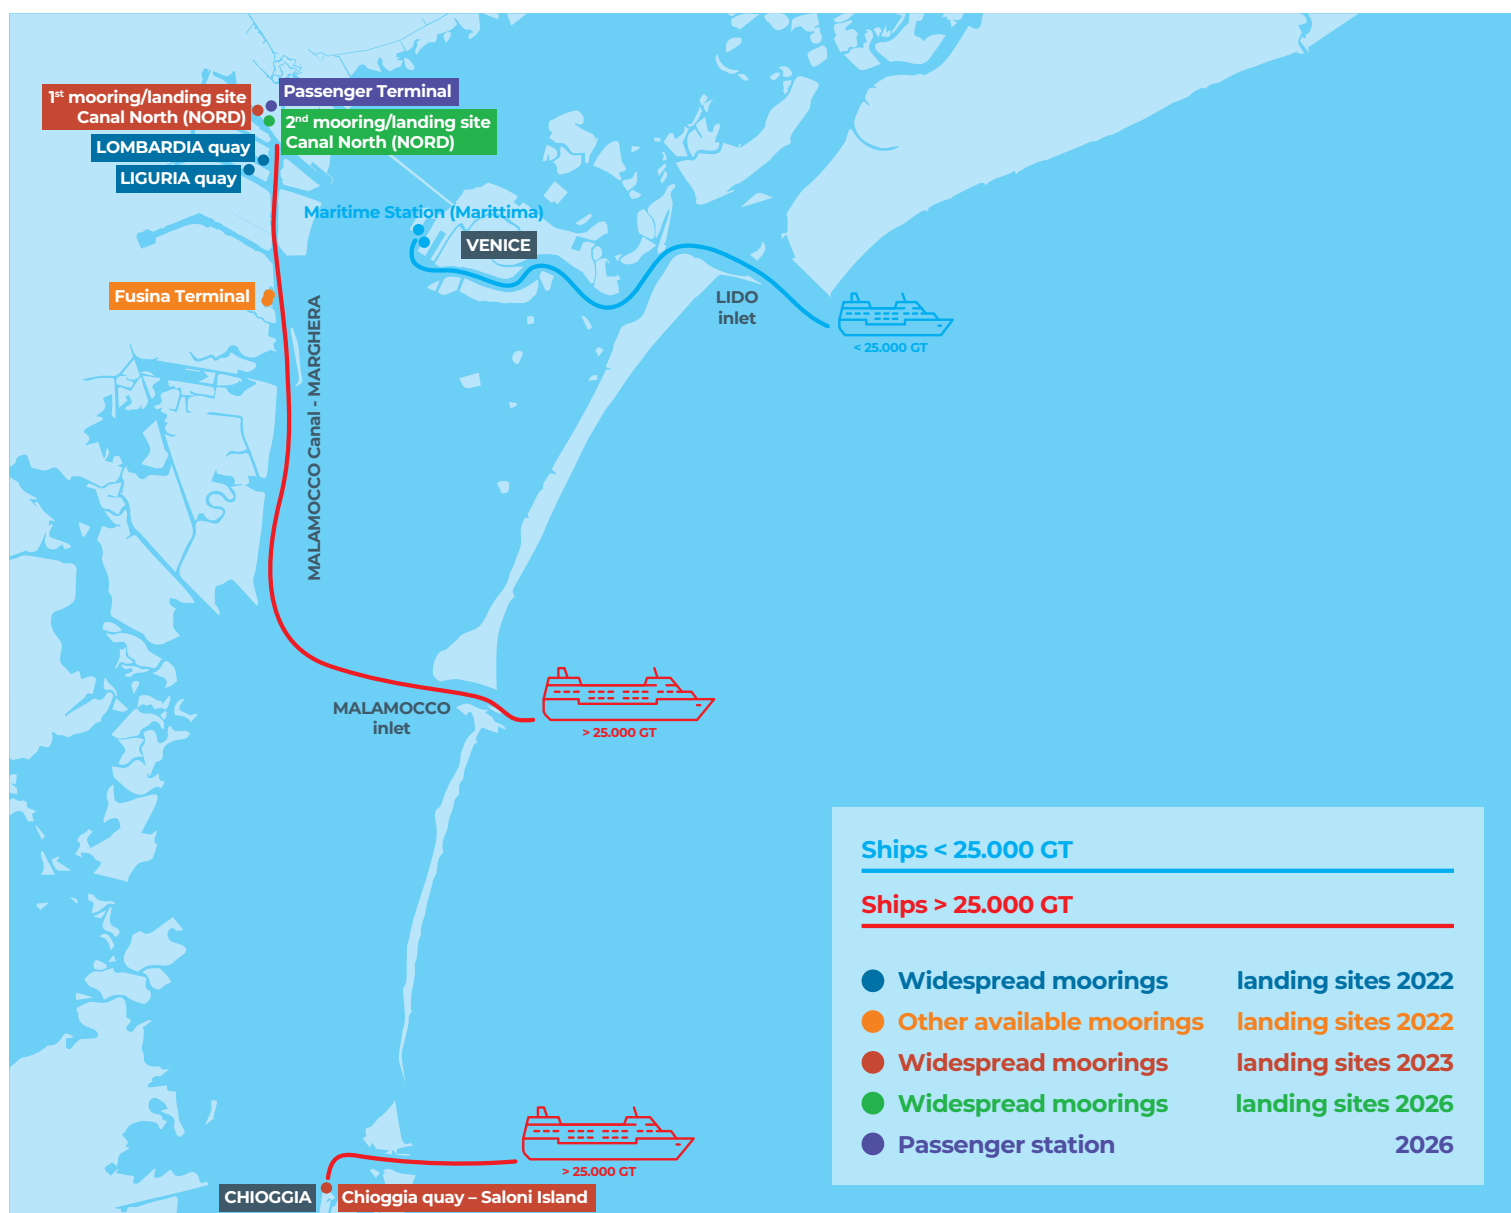 1st mooring/landing site
Canal North (NORD)
Passenger Terminal
2nd mooring/landing site
Canal North (NORD)
LOMBARDIA quay
LIGURIA quay
Maritime Station (Marittima)
VENICE
Fusina Terminal
LIDO
inlet
< 25.000 GT
MALAMOCCO Canal - MARGHERA
MALAMOCCO
inlet
> 25.000 GT
Ships < 25.000 GT
Ships > 25.000 GT
Widespread moorings landing sites 2022
Other available moorings landing sites 2022
Widespread moorings landing sites 2023
Widespread moorings landing sites 2026
Passenger station 2026
> 25.000 GT
CHIOGGIA
Chioggia quay – Saloni Island